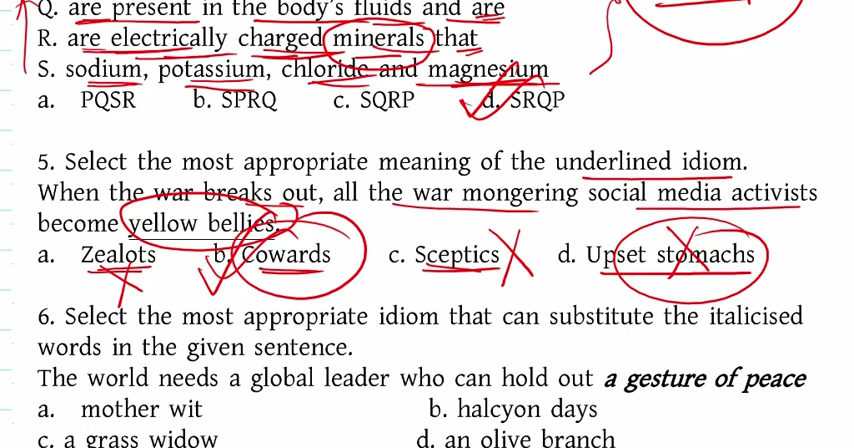 Q. are present in the body's fluids and are
R. are electrically charged minerals that
S. sodium, potassium, chloride and magnesium
a. PQSR b. SPRQ c. SQRP d. SRQP
5. Select the most appropriate meaning of the underlined idiom.
When the war breaks out, all the war mongering social media activists
become yellow bellies.
a. Zealots b. Cowards c. Sceptics d. Upset stomachs
6. Select the most appropriate idiom that can substitute the italicised
words in the given sentence.
The world needs a global leader who can hold out a gesture of peace
a. mother wit b. halcyon days
c. a grass widow d. an olive branch